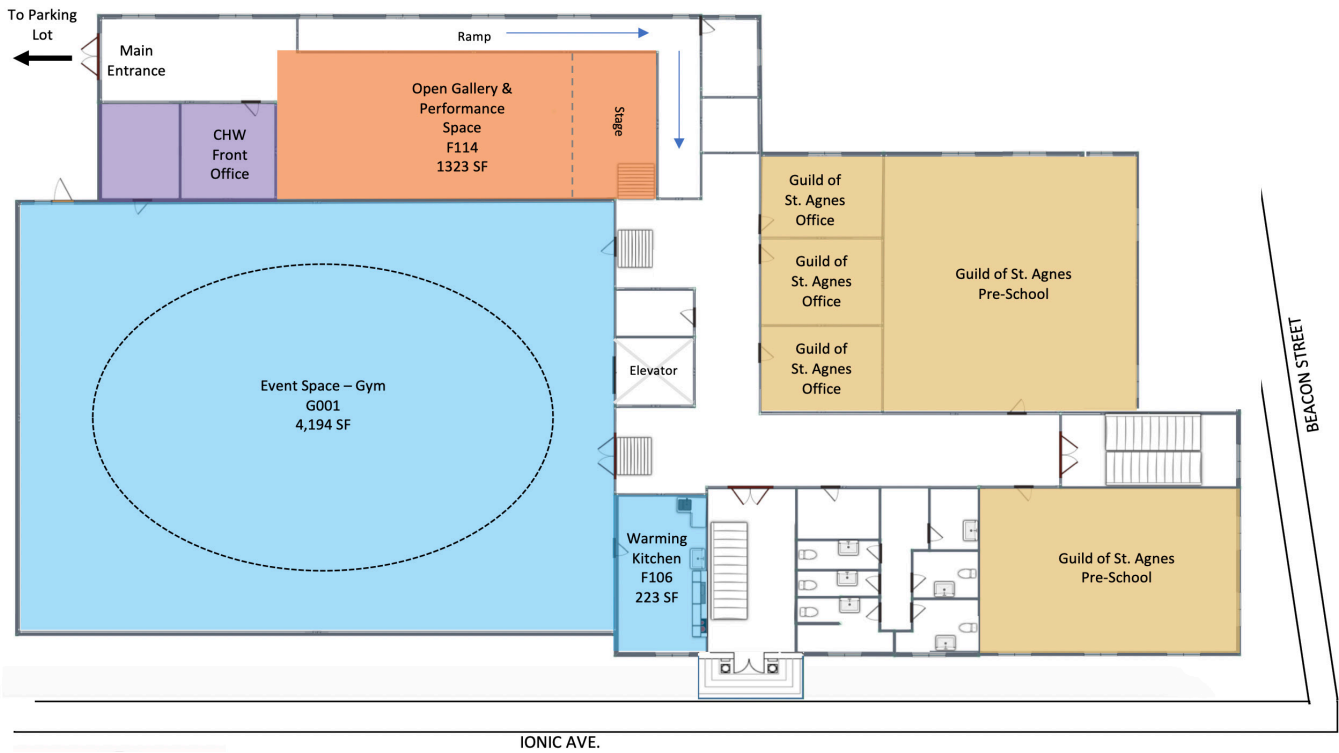 To Parking
Lot
Main
Entrance
Ramp
Open Gallery &
Performance
Space
F114
1323 SF
Stage
CHW
Front
Office
Guild of
St. Agnes
Office
Guild of
St. Agnes
Office
Guild of
St. Agnes
Office
Guild of St. Agnes
Pre-School
Elevator
Event Space – Gym
G001
4,194 SF
Warming
Kitchen
F106
223 SF
Guild of St. Agnes
Pre-School
BEACON STREET
IONIC AVE.